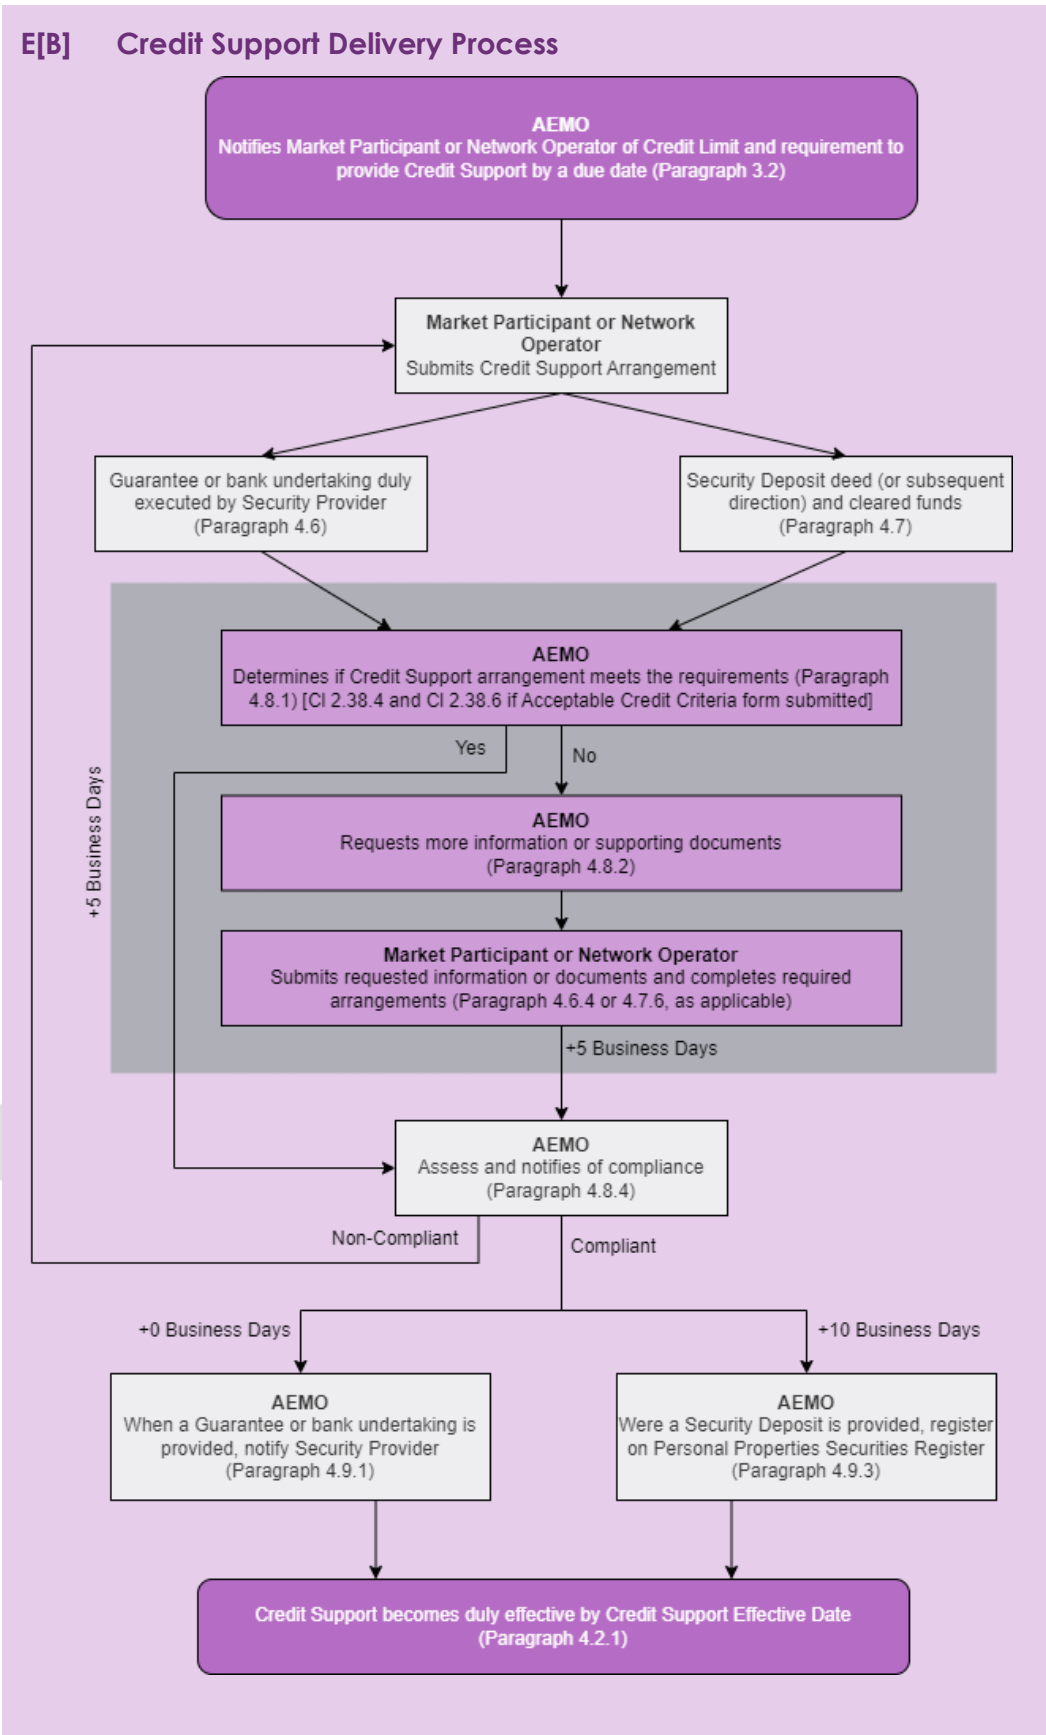 E[B] Credit Support Delivery Process
AEMO
Notifies Market Participant or Network Operator of Credit Limit and requirement to
provide Credit Support by a due date (Paragraph 3.2)
Market Participant or Network
Operator
Submits Credit Support Arrangement
Guarantee or bank undertaking duly
executed by Security Provider
(Paragraph 4.6)
Security Deposit deed (or subsequent
direction) and cleared funds
(Paragraph 4.7)
AEMO
Determines if Credit Support arrangement meets the requirements (Paragraph
4.8.1) [Cl 2.38.4 and Cl 2.38.6 if Acceptable Credit Criteria form submitted]
Yes
No
+5 Business Days
AEMO
Requests more information or supporting documents
(Paragraph 4.8.2)
Market Participant or Network Operator
Submits requested information or documents and completes required
arrangements (Paragraph 4.6.4 or 4.7.6, as applicable)
+5 Business Days
AEMO
Assess and notifies of compliance
(Paragraph 4.8.4)
Non-Compliant
Compliant
+0 Business Days
+10 Business Days
AEMO
When a Guarantee or bank undertaking is
provided, notify Security Provider
(Paragraph 4.9.1)
AEMO
Were a Security Deposit is provided, register
on Personal Properties Securities Register
(Paragraph 4.9.3)
Credit Support becomes duly effective by Credit Support Effective Date
(Paragraph 4.2.1)